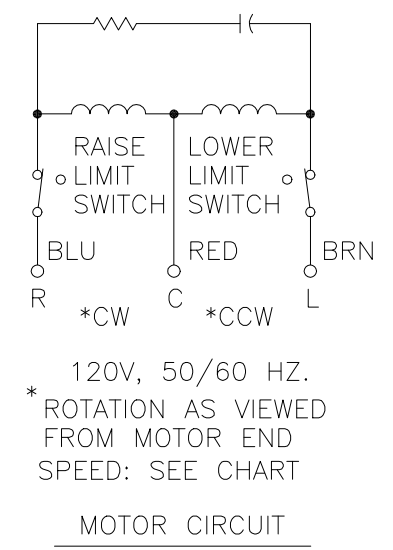 RAISE LOWER
LIMIT LIMIT
SWITCH SWITCH
BLU RED BRN
R C L
*CW *CCW
120V, 50/60 HZ.
* ROTATION AS VIEWED
FROM MOTOR END
SPEED: SEE CHART
MOTOR CIRCUIT